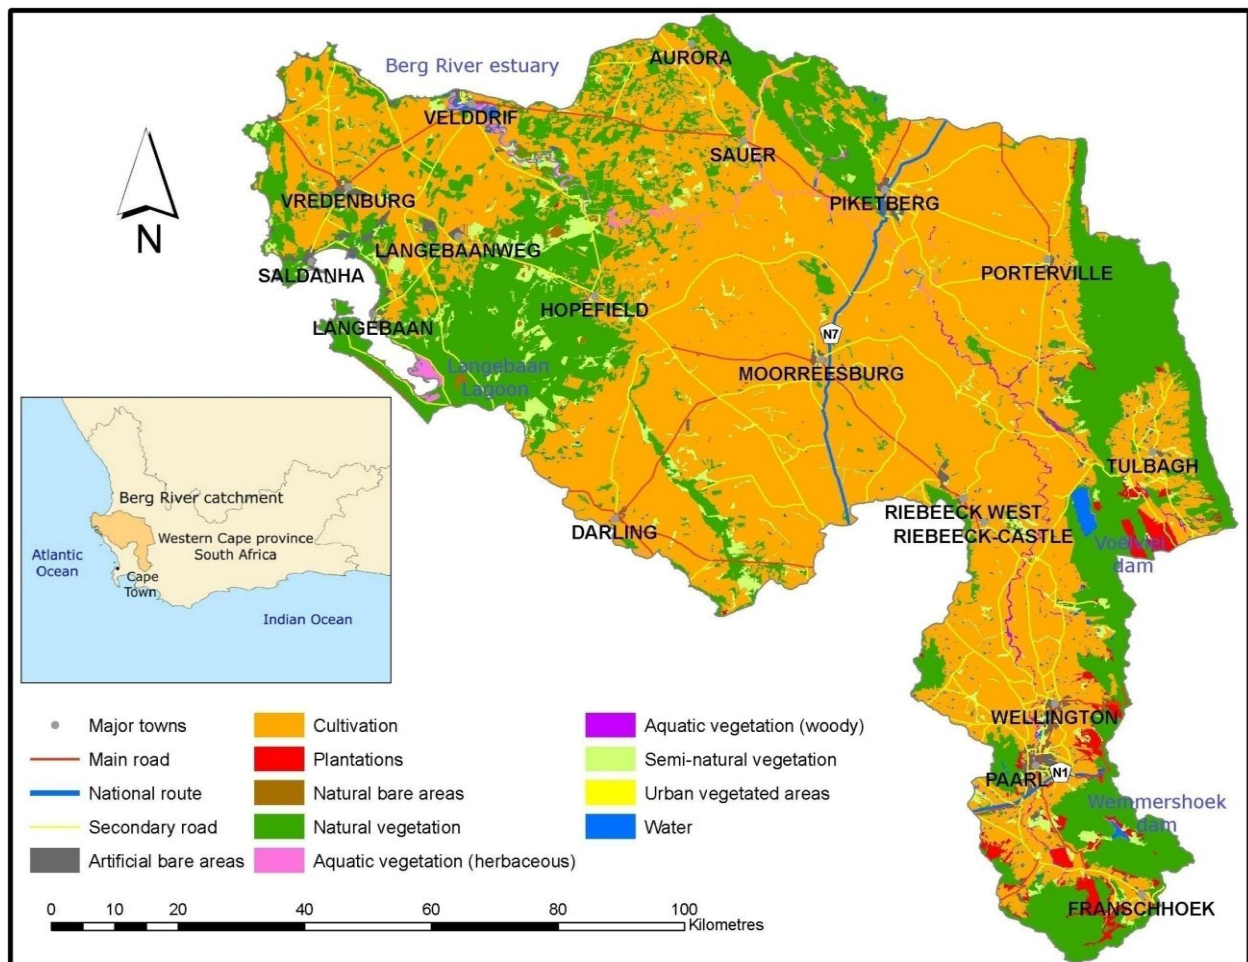 AURORA
Berg River estuary
VELDDRIF
SAUER
VREDENBURG
PIKETBERG
N
LANGEBAANWEG
SALDANHA
PORTERVILLE
HOPEFIELD
LANGEBAAN
N7
Langebaan
Lagoon
MOORREESBURG
TULBAGH
RIEBEECK WEST
DARLING
RIEBEECK-CASTLE
Voëlvlei
dam
Berg River catchment
Western Cape province
South Africa
Atlantic
Ocean
Cape
Town
Indian Ocean
WELLINGTON
PAARL
N1
Wemmershoek
dam
FRANSCHHOEK
Major towns
Main road
National route
Secondary road
Artificial bare areas
Cultivation
Plantations
Natural bare areas
Natural vegetation
Aquatic vegetation (herbaceous)
Aquatic vegetation (woody)
Semi-natural vegetation
Urban vegetated areas
Water
0 10 20 40 60 80 100
Kilometres